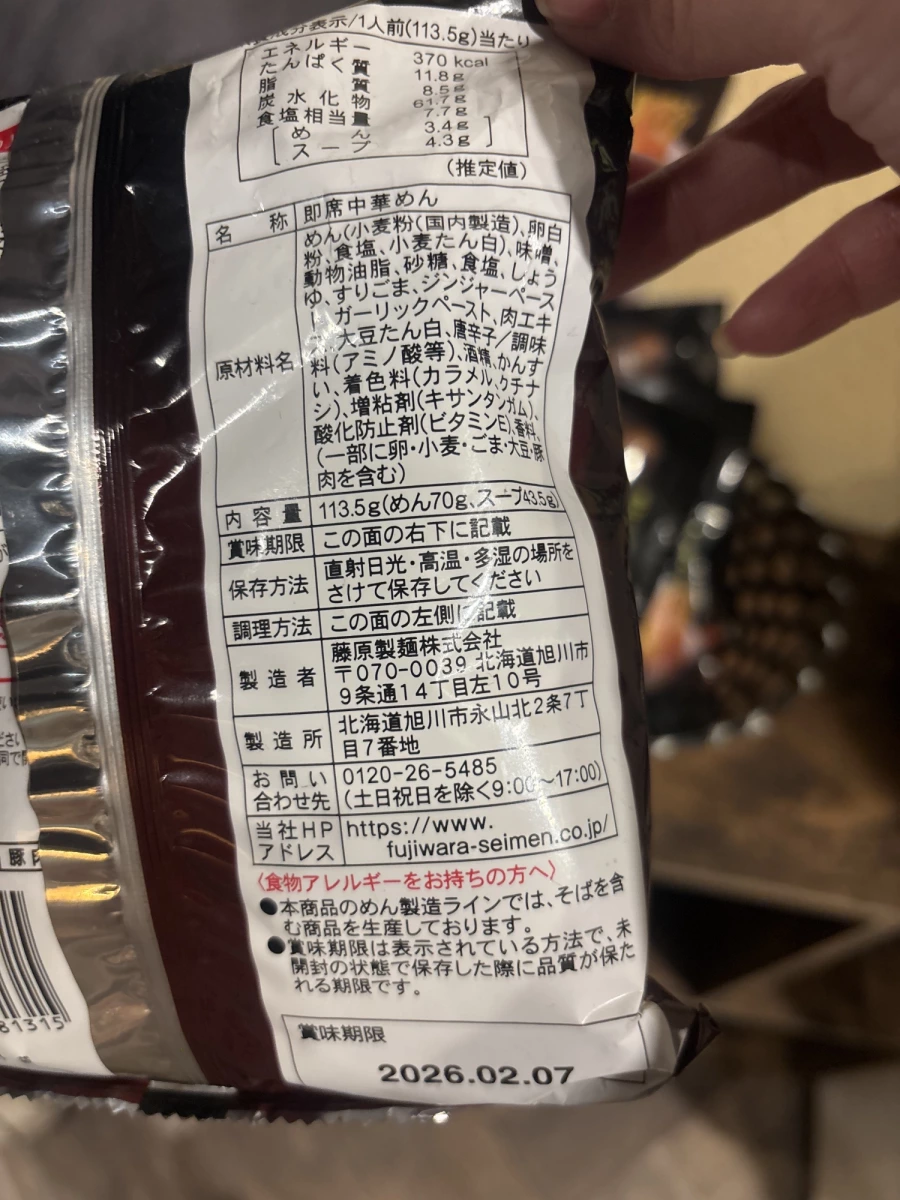 成分表示/1人前(113.5g)当たり
エネルギー 370 kcal
たんぱく質 11.8g
脂質 8.5g
炭水化物 61.7g
食塩相当量 7.7g
めん 3.4g
スープ 4.3g
(推定値)
名称 即席中華めん
原材料名
めん(小麦粉(国内製造)、卵白
粉、食塩、小麦たん白)、味噌、
動物油脂、砂糖、食塩、しょう
ゆ、すりごま、ジンジャーペース
ト、ガーリックペースト、肉エキ
ス、大豆たん白、唐辛子/調味
料(アミノ酸等)、酒精、かんす
い、着色料(カラメル、クチナ
シ)、増粘剤(キサンタンガム)、
酸化防止剤(ビタミンE)、香料、
(一部に卵・小麦・ごま・大豆・豚
肉を含む)
内容量 113.5g(めん70g、スープ43.5g)
賞味期限 この面の右下に記載
保存方法 直射日光・高温・多湿の場所を
さけて保存してください
調理方法 この面の左側に記載
製造者 藤原製麺株式会社
〒070-0039 北海道旭川市
9条通14丁目左10号
製造所 北海道旭川市永山北2条7丁
目7番地
お問い合わせ先 0120-26-5485
(土日祝日を除く9:00~17:00)
当社HPアドレス https://www.
fujiwara-seimen.co.jp/
〈食物アレルギーをお持ちの方へ〉
●本商品のめん製造ラインでは、そばを含
む商品を生産しております。
●賞味期限は表示されている方法で、未
開封の状態で保存した際に品質が保た
れる期限です。
賞味期限
2026.02.07
豚肉
81315